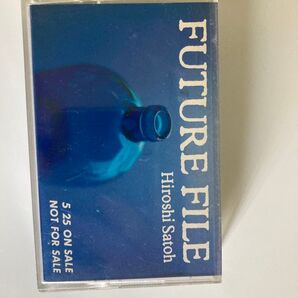 FUTURE FILE
Hiroshi Satoh
5 25 ON SALE
NOT FOR SALE